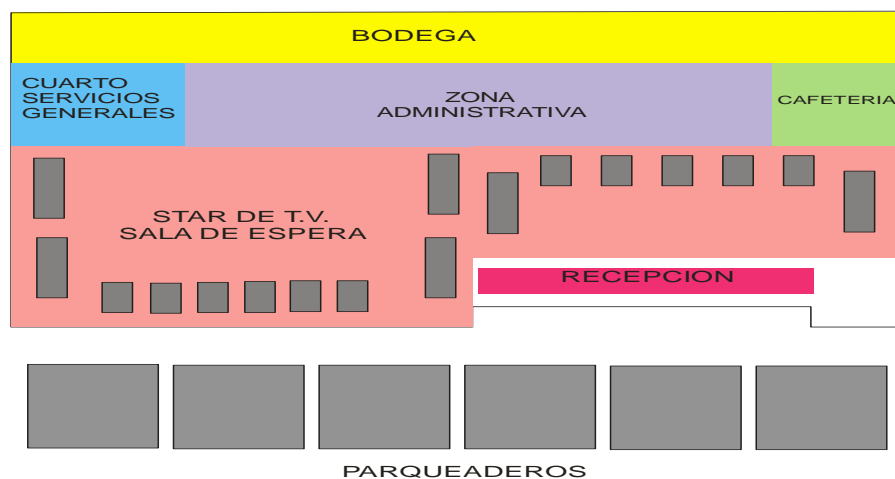 BODEGA
CUARTO
SERVICIOS
GENERALES
ZONA
ADMINISTRATIVA
CAFETERIA
STAR DE T.V.
SALA DE ESPERA
RECEPCION
PARQUEADEROS